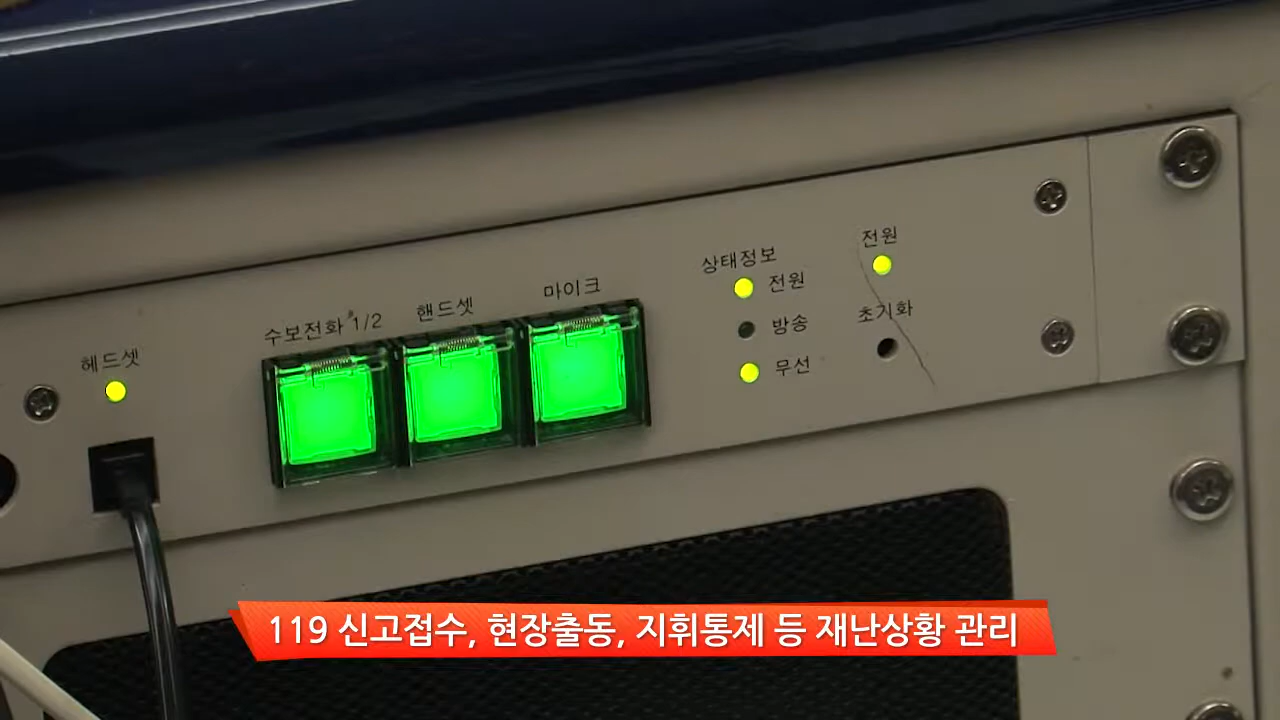 헤드셋
수보전화 1/2
핸드셋
마이크
상태정보
전원
방송
무선
전원
초기화
119 신고접수, 현장출동, 지휘통제 등 재난상황 관리